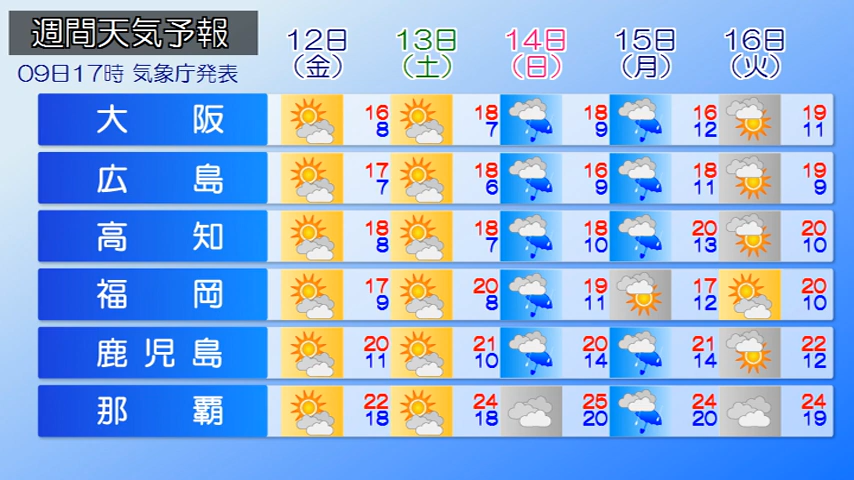 週間天気予報
09日17時 気象庁発表
12日 13日 14日 15日 16日
(金) (土) (日) (月) (火)
大阪 16 8 18 7 18 9 16 12 19 11
広島 17 7 18 6 16 9 18 11 19 9
高知 18 8 18 7 18 10 20 13 20 10
福岡 17 9 20 8 19 11 17 12 20 10
鹿児島 20 11 21 10 20 14 21 14 22 12
那覇 22 18 24 18 25 20 24 20 24 19